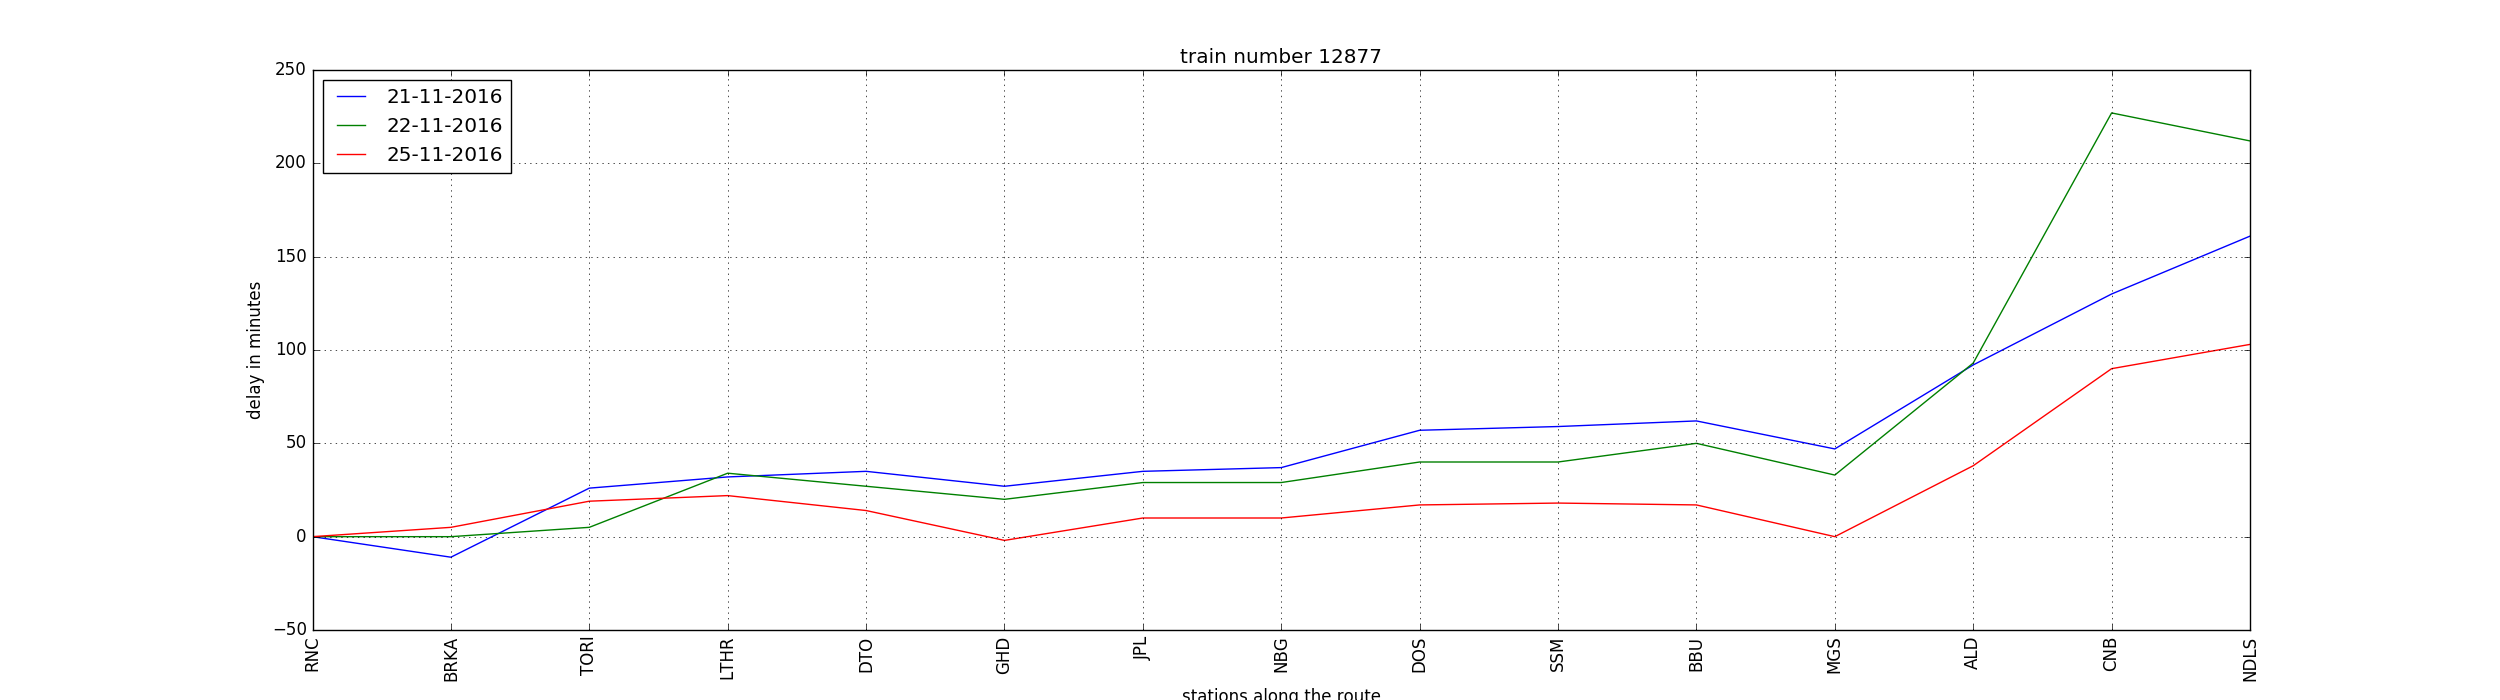 train number 12877
250
200
150
100
50
0
−50
delay in minutes
21-11-2016
22-11-2016
25-11-2016
RNC
BRKA
TORI
LTHR
DTO
GHD
JPL
NBG
DOS
SSM
BBU
MGS
ALD
CNB
NDLS
stations along the route